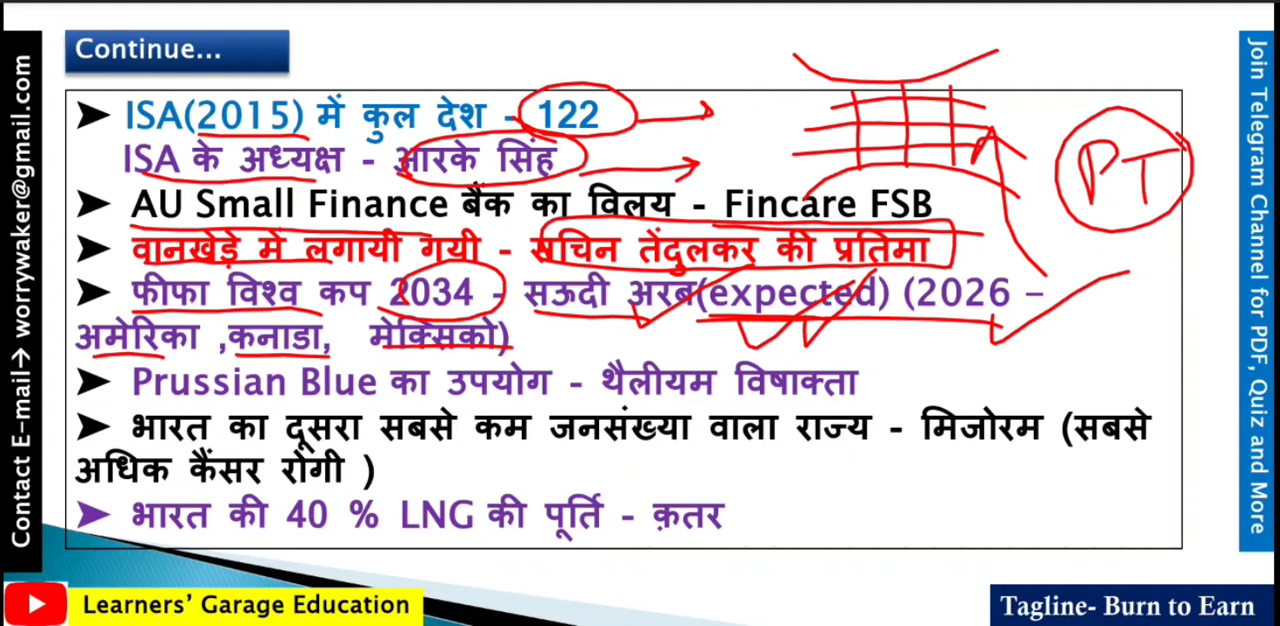 Continue...
➤ ISA(2015) में कुल देश - 122
ISA के अध्यक्ष - आरके सिंह
➤ AU Small Finance बैंक का विलय - Fincare FSB
➤ वानखेड़े में लगायी गयी - सचिन तेंदुलकर की प्रतिमा
➤ फीफा विश्व कप 2034 - सऊदी अरब(expected) (2026 –
अमेरिका ,कनाडा, मेक्सिको)
➤ Prussian Blue का उपयोग - थैलीयम विषाक्ता
➤ भारत का दूसरा सबसे कम जनसंख्या वाला राज्य - मिजोरम (सबसे
अधिक कैंसर रोगी )
➤ भारत की 40 % LNG की पूर्ति - क़तर
PT
Contact E-mail→ worrywaker@gmail.com
Join Telegram Channel for PDF, Quiz and More
Learners’ Garage Education
Tagline- Burn to Earn